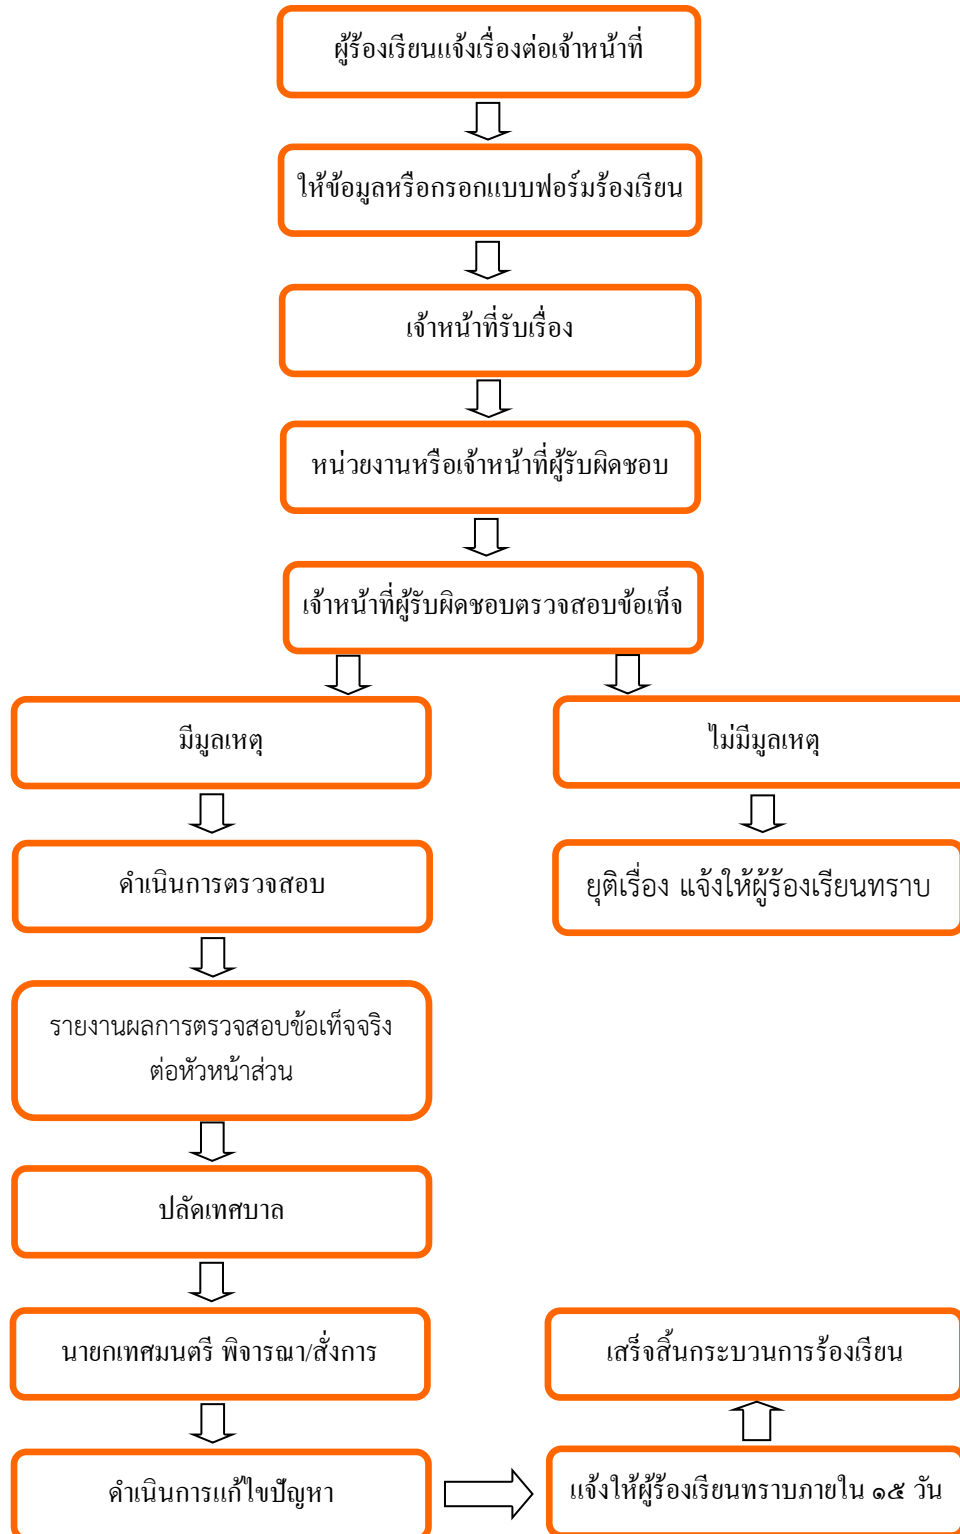 ผู้ร้องเรียนแจ้งเรื่องต่อเจ้าหน้าที่
ให้ข้อมูลหรือกรอกแบบฟอร์มร้องเรียน
เจ้าหน้าที่รับเรื่อง
หน่วยงานหรือเจ้าหน้าที่ผู้รับผิดชอบ
เจ้าหน้าที่ผู้รับผิดชอบตรวจสอบข้อเท็จ
มีมูลเหตุ
ไม่มีมูลเหตุ
ดำเนินการตรวจสอบ
ยุติเรื่อง แจ้งให้ผู้ร้องเรียนทราบ
รายงานผลการตรวจสอบข้อเท็จจริง
ต่อหัวหน้าส่วน
ปลัดเทศบาล
นายกเทศมนตรี พิจารณา/สั่งการ
เสร็จสิ้นกระบวนการร้องเรียน
ดำเนินการแก้ไขปัญหา
แจ้งให้ผู้ร้องเรียนทราบภายใน ๑๕ วัน